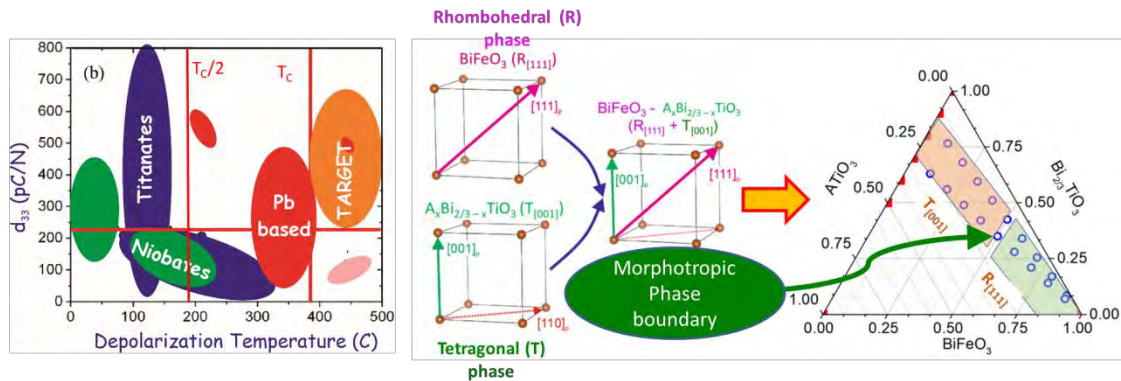 (b)
T_C/2
T_C
800
700
600
500
400
300
200
100
0
0
100
200
300
400
500
d₃₃ (pC/N)
Depolarization Temperature (C)
Titanates
Niobates
Pb
based
TARGET
Rhombohedral (R)
phase
BiFeO₃ (R[111])
[111]ₚ
AₓBi₂/₃₋ₓTiO₃ (T[001])
[001]ₚ
[110]ₚ
Tetragonal (T)
phase
BiFeO₃ - AₓBi₂/₃₋ₓTiO₃
(R[111] + T[001])
[001]ₚ
[111]ₚ
Morphotropic
Phase
boundary
0.00
1.00
0.25
0.75
0.50
0.50
0.75
0.25
1.00
0.00
0.00
0.25
0.50
0.75
1.00
ATiO₃
Bi₂/₃TiO₃
BiFeO₃
T[001]
R[111]